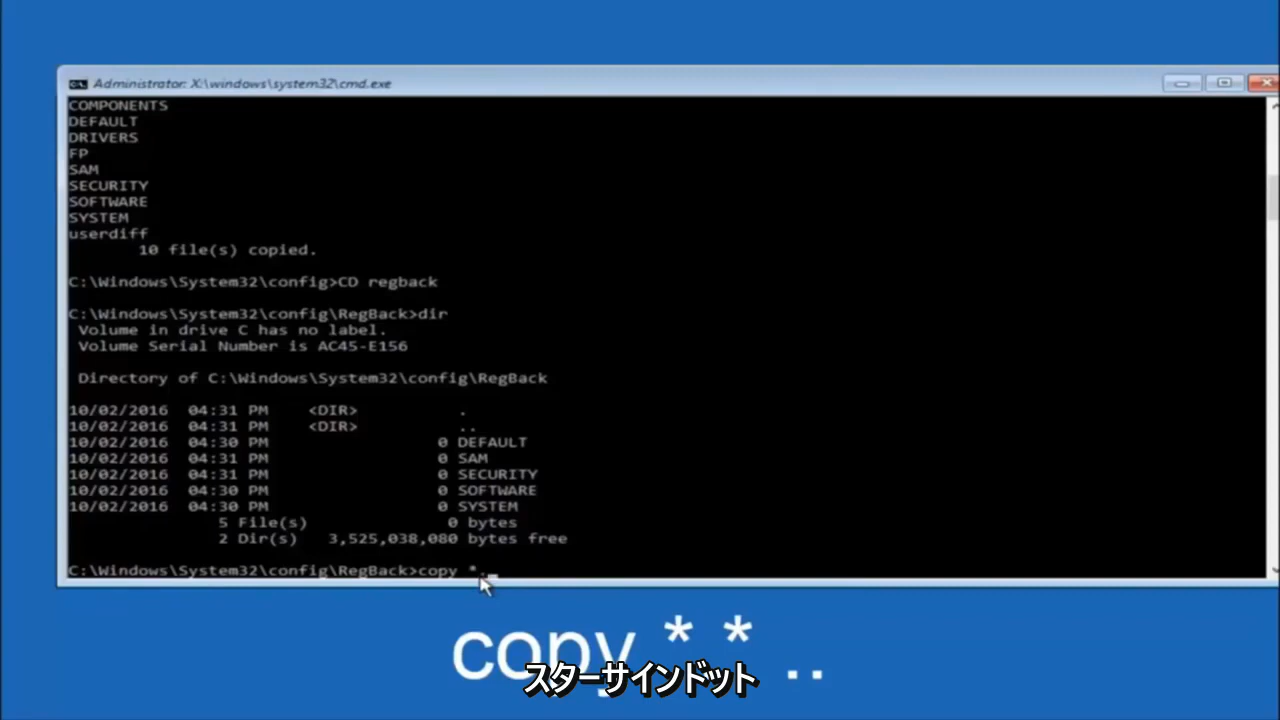 Administrator: X:\windows\system32\cmd.exe
COMPONENTS
DEFAULT
DRIVERS
FP
SAM
SECURITY
SOFTWARE
SYSTEM
userdiff
10 file(s) copied.
C:\Windows\System32\config>CD regback
C:\Windows\System32\config\RegBack>dir
Volume in drive C has no label.
Volume Serial Number is AC45-E156
Directory of C:\Windows\System32\config\RegBack
10/02/2016 04:31 PM <DIR> .
10/02/2016 04:31 PM <DIR> ..
10/02/2016 04:30 PM 0 DEFAULT
10/02/2016 04:31 PM 0 SAM
10/02/2016 04:31 PM 0 SECURITY
10/02/2016 04:30 PM 0 SOFTWARE
10/02/2016 04:30 PM 0 SYSTEM
5 File(s) 0 bytes
2 Dir(s) 3,525,038,080 bytes free
C:\Windows\System32\config\RegBack>copy *._
copy * * ..
スターサインドット